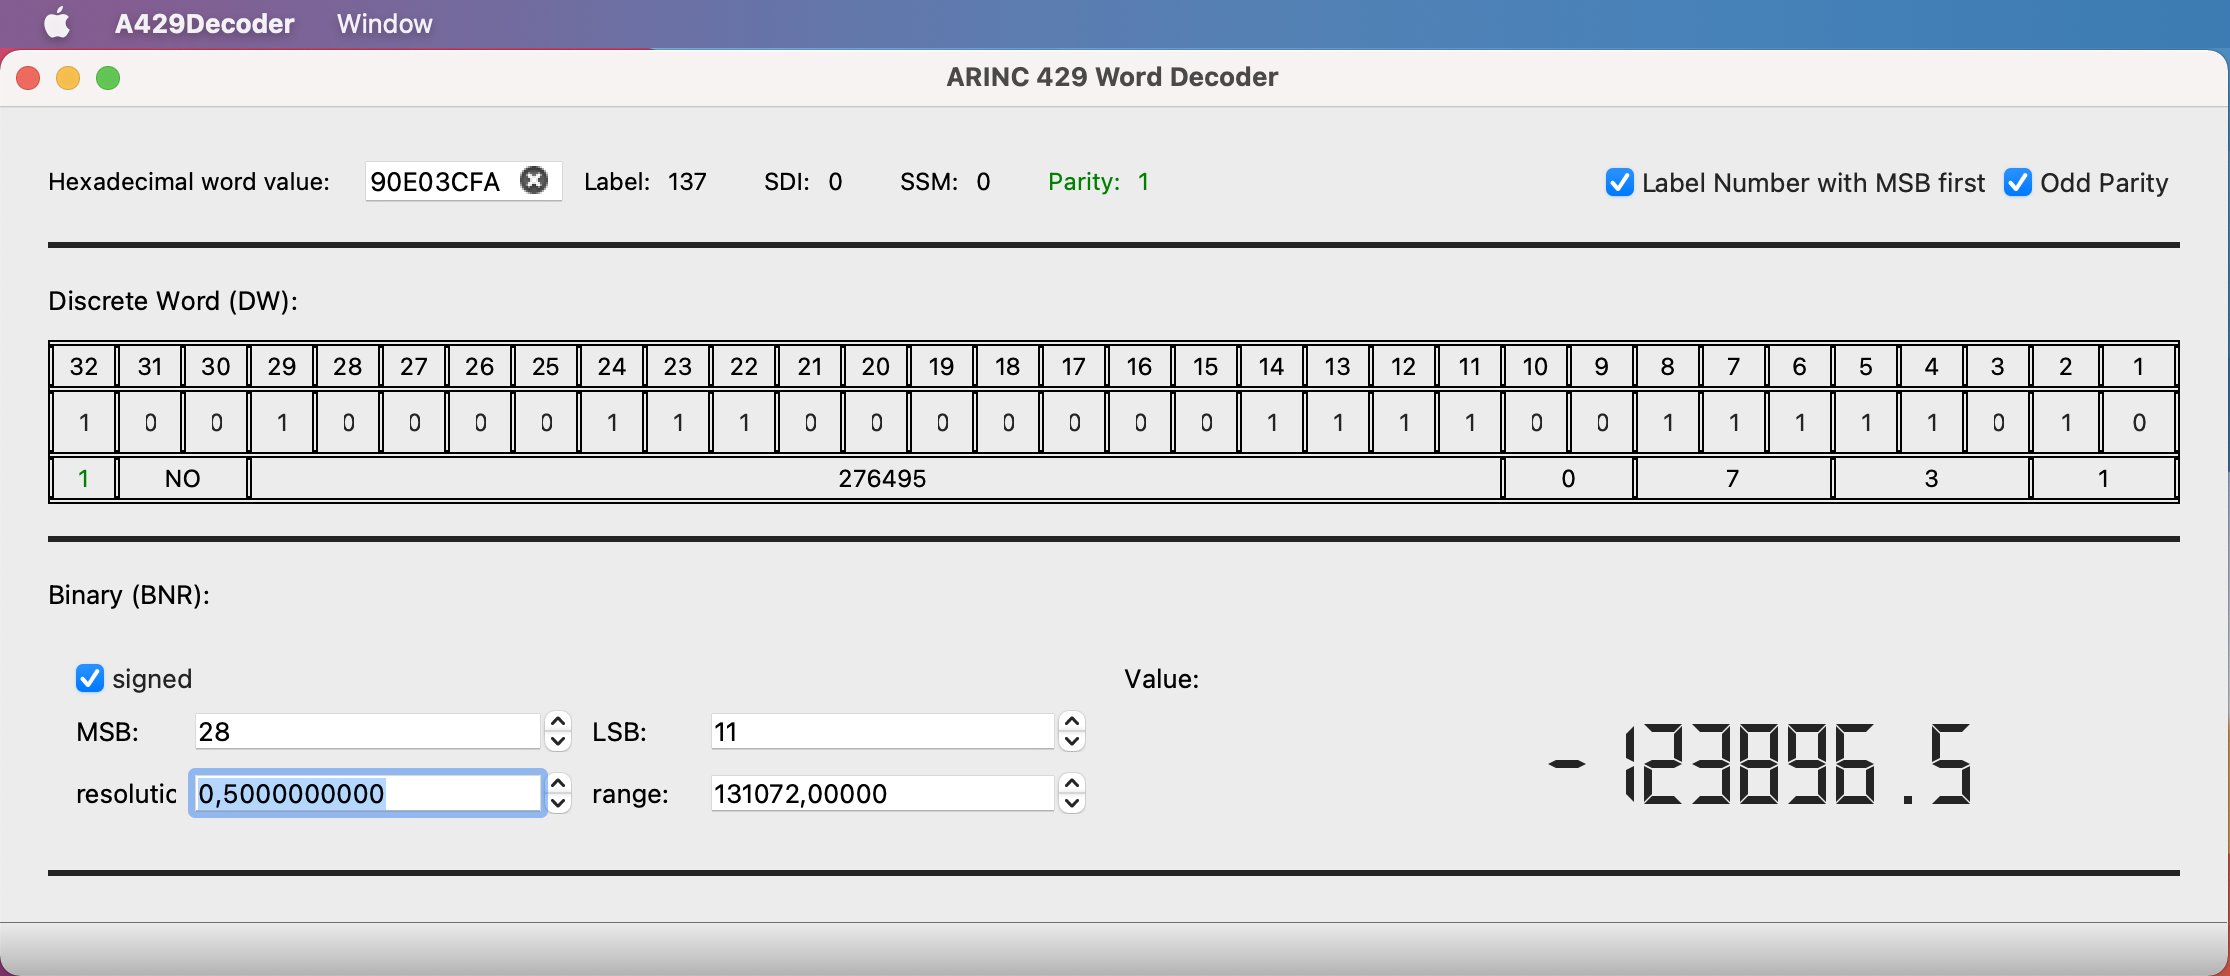 A429Decoder Window
ARINC 429 Word Decoder
Hexadecimal word value: 90E03CFA Label: 137 SDI: 0 SSM: 0 Parity: 1 Label Number with MSB first Odd Parity
Discrete Word (DW):
32 31 30 29 28 27 26 25 24 23 22 21 20 19 18 17 16 15 14 13 12 11 10 9 8 7 6 5 4 3 2 1
1 0 0 1 0 0 0 0 1 1 1 0 0 0 0 0 0 0 1 1 1 1 0 0 1 1 1 1 1 0 1 0
1 NO 276495 0 7 3 1
Binary (BNR):
signed Value:
MSB: 28 LSB: 11
resolutic 0,5000000000 range: 131072,00000
-123896.5